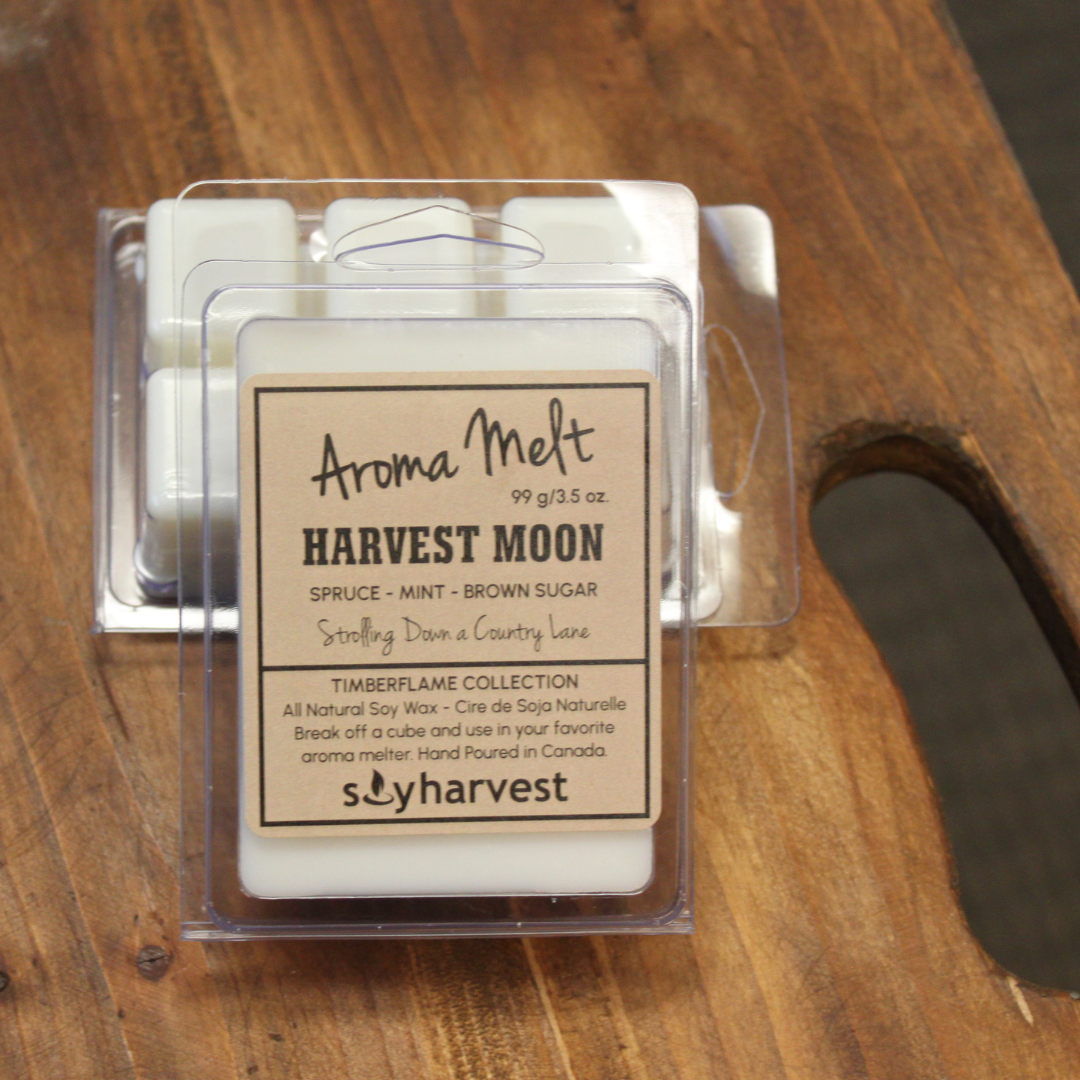 Aroma Melt
99 g/3.5 oz.
HARVEST MOON
SPRUCE - MINT - BROWN SUGAR
Strolling Down a Country Lane
TIMBERFLAME COLLECTION
All Natural Soy Wax - Cire de Soja Naturelle
Break off a cube and use in your favorite
aroma melter. Hand Poured in Canada.
soyharvest